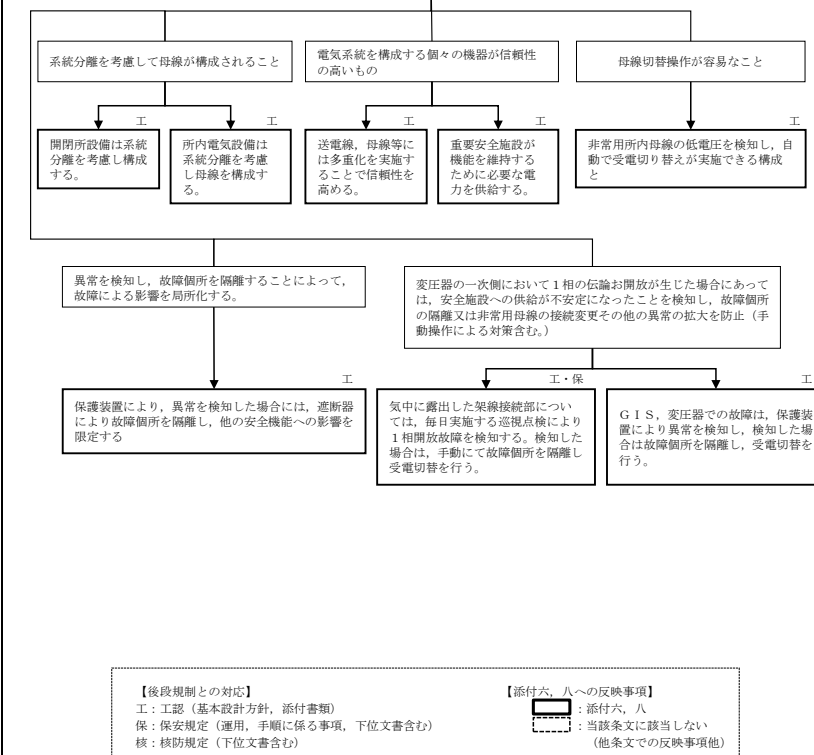 系統分離を考慮して母線が構成されること
電気系統を構成する個々の機器が信頼性
の高いもの
母線切替操作が容易なこと
工
開閉所設備は系統
分離を考慮し構成
する。
工
所内電気設備は
系統分離を考慮
し母線を構成す
る。
工
送電線，母線等に
は多重化を実施す
ることで信頼性を
高める。
工
重要安全施設が
機能を維持する
ために必要な電
力を供給する。
工
非常用所内母線の低電圧を検知し，自
動で受電切り替えが実施できる構成
と
異常を検知し，故障個所を隔離することによって，
故障による影響を局所化する。
変圧器の一次側において１相の伝論お開放が生じた場合にあって
は，安全施設への供給が不安定になったことを検知し，故障個所
の隔離又は非常用母線の接続変更その他の異常の拡大を防止（手
動操作による対策含む。）
工
保護装置により，異常を検知した場合には，遮断器
により故障個所を隔離し，他の安全機能への影響を
限定する
工・保
気中に露出した架線接続部につい
ては，毎日実施する巡視点検により
１相開放故障を検知する。検知した
場合は，手動にて故障個所を隔離し
受電切替を行う。
工
ＧＩＳ，変圧器での故障は，保護装
置により異常を検知し，検知した場
合は故障個所を隔離し，受電切替を
行う。
【後段規制との対応】
工：工認（基本設計方針，添付書類）
保：保安規定（運用，手順に係る事項，下位文書含む）
核：核防規定（下位文書含む）
【添付六，八への反映事項】
：添付六，八
：当該条文に該当しない
（他条文での反映事項他）